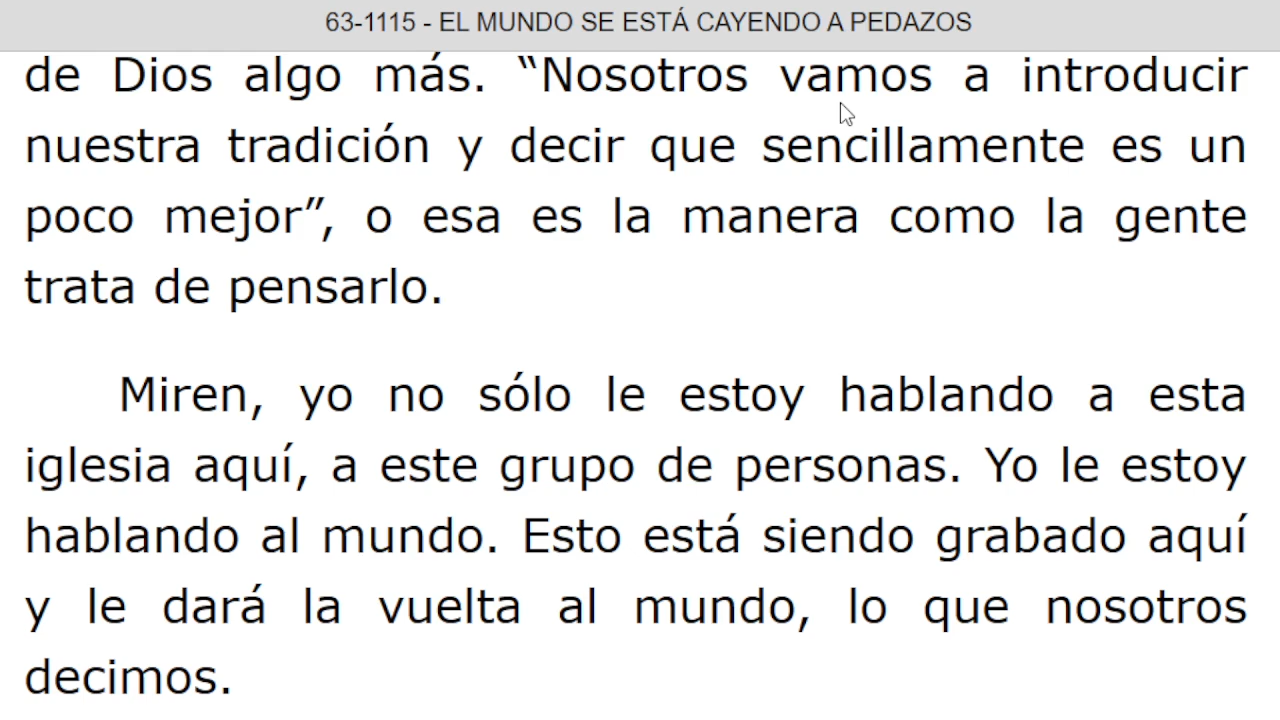 63-1115 - EL MUNDO SE ESTÁ CAYENDO A PEDAZOS
de Dios algo más. “Nosotros vamos a introducir
nuestra tradición y decir que sencillamente es un
poco mejor”, o esa es la manera como la gente
trata de pensarlo.
Miren, yo no sólo le estoy hablando a esta
iglesia aquí, a este grupo de personas. Yo le estoy
hablando al mundo. Esto está siendo grabado aquí
y le dará la vuelta al mundo, lo que nosotros
decimos.